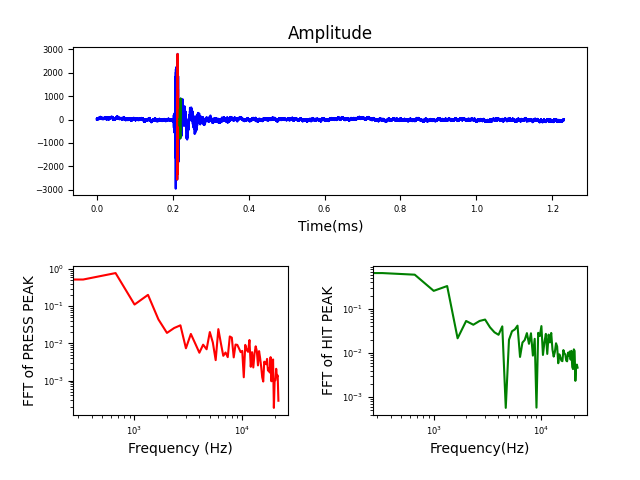 Amplitude
3000
2000
1000
0
−1000
−2000
−3000
0.0 0.2 0.4 0.6 0.8 1.0 1.2
Time(ms)
FFT of PRESS PEAK
10⁰
10⁻¹
10⁻²
10⁻³
10³ 10⁴
Frequency (Hz)
FFT of HIT PEAK
10⁻¹
10⁻²
10⁻³
10³ 10⁴
Frequency(Hz)